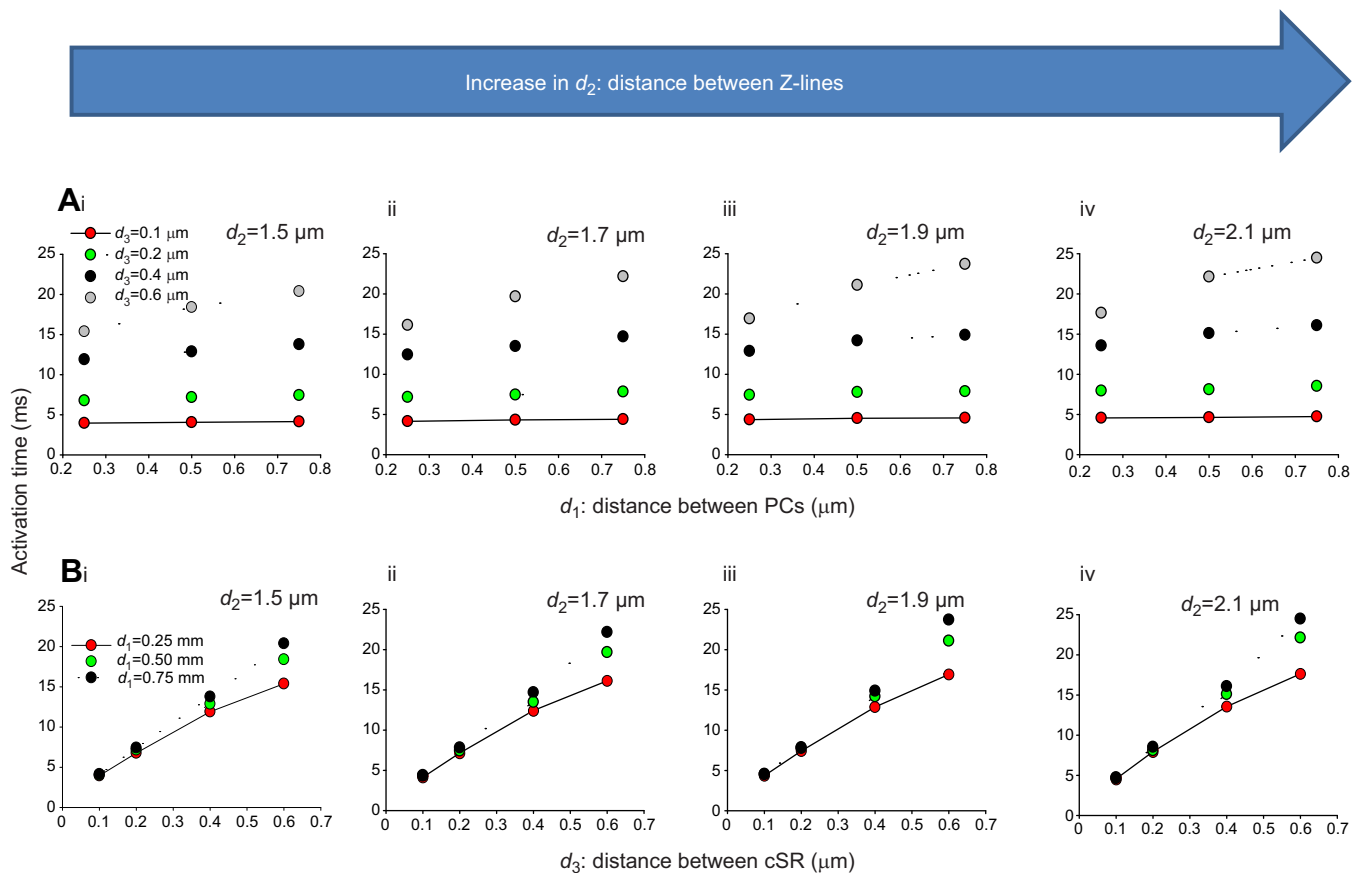 Increase in d2: distance between Z-lines
Ai
d2=1.5 μm
d3=0.1 μm
d3=0.2 μm
d3=0.4 μm
d3=0.6 μm
25
20
15
10
5
0
0.2 0.3 0.4 0.5 0.6 0.7 0.8
ii
d2=1.7 μm
25
20
15
10
5
0
0.2 0.3 0.4 0.5 0.6 0.7 0.8
iii
d2=1.9 μm
25
20
15
10
5
0
0.2 0.3 0.4 0.5 0.6 0.7 0.8
iv
d2=2.1 μm
25
20
15
10
5
0
0.2 0.3 0.4 0.5 0.6 0.7 0.8
d1: distance between PCs (μm)
Activation time (ms)
Bi
d2=1.5 μm
d1=0.25 mm
d1=0.50 mm
d1=0.75 mm
25
20
15
10
5
0
0 0.1 0.2 0.3 0.4 0.5 0.6 0.7
ii
d2=1.7 μm
25
20
15
10
5
0
0 0.1 0.2 0.3 0.4 0.5 0.6 0.7
iii
d2=1.9 μm
25
20
15
10
5
0
0 0.1 0.2 0.3 0.4 0.5 0.6 0.7
iv
d2=2.1 μm
25
20
15
10
5
0
0 0.1 0.2 0.3 0.4 0.5 0.6 0.7
d3: distance between cSR (μm)